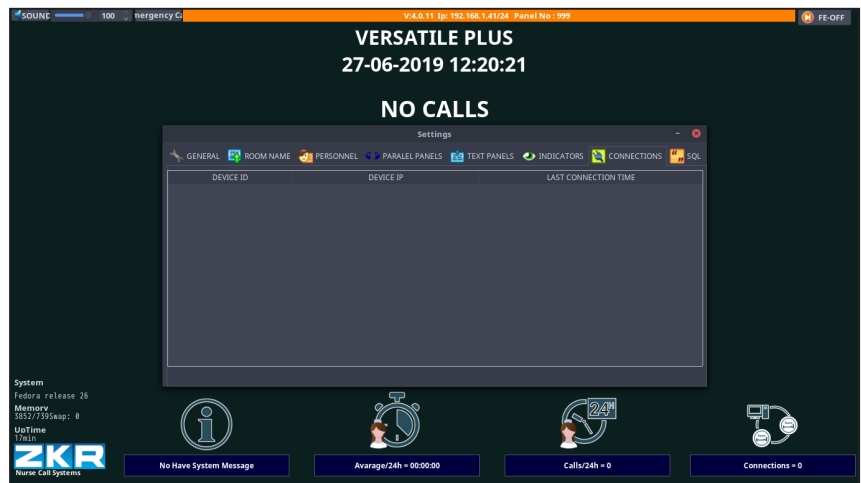 SOUND 100 mergency Ca V:4.0.11 Ip: 192.168.1.41/24 Panel No : 999 FE-OFF
VERSATILE PLUS
27-06-2019 12:20:21
NO CALLS
Settings
GENERAL ROOM NAME PERSONNEL PARALEL PANELS TEXT PANELS INDICATORS CONNECTIONS SQL
DEVICE ID DEVICE IP LAST CONNECTION TIME
System
Fedora release 26
Memory
3852/7395Swap: 0
UpTime
17min
24H
ZKR
Nurse Call Systems
No Have System Message Avarage/24h = 00:00:00 Calls/24h = 0 Connections = 0